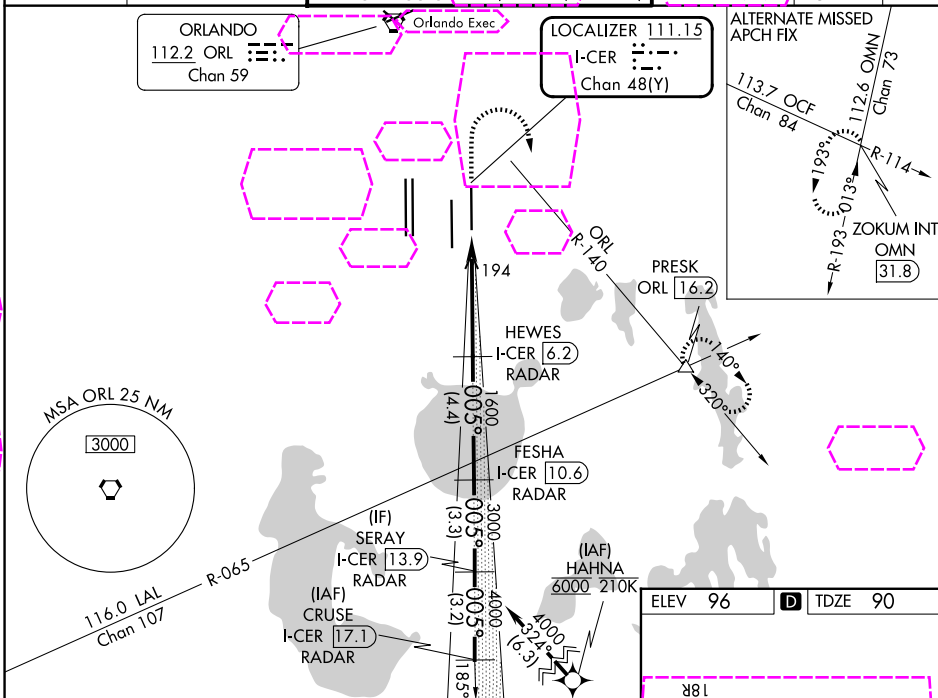 ORLANDO
112.2 ORL
Chan 59
Orlando Exec
LOCALIZER 111.15
I-CER
Chan 48(Y)
ALTERNATE MISSED
APCH FIX
113.7 OCF
Chan 84
112.6 OMN
Chan 73
R-114
193°
013°
R-193
ZOKUM INT
OMN
31.8
ORL
R-140
PRESK
ORL 16.2
140°
320°
194
HEWES
I-CER 6.2
RADAR
1600
005°
(4.4)
MSA ORL 25 NM
3000
FESHA
I-CER 10.6
RADAR
3000
005°
(3.3)
(IF)
SERAY
I-CER 13.9
RADAR
4000
005°
(3.2)
(IAF)
CRUSE
I-CER 17.1
RADAR
185°
116.0 LAL
Chan 107
R-065
(IAF)
HAHNA
6000 210K
4000
324°
(6.3)
ELEV 96 D TDZE 90
18R